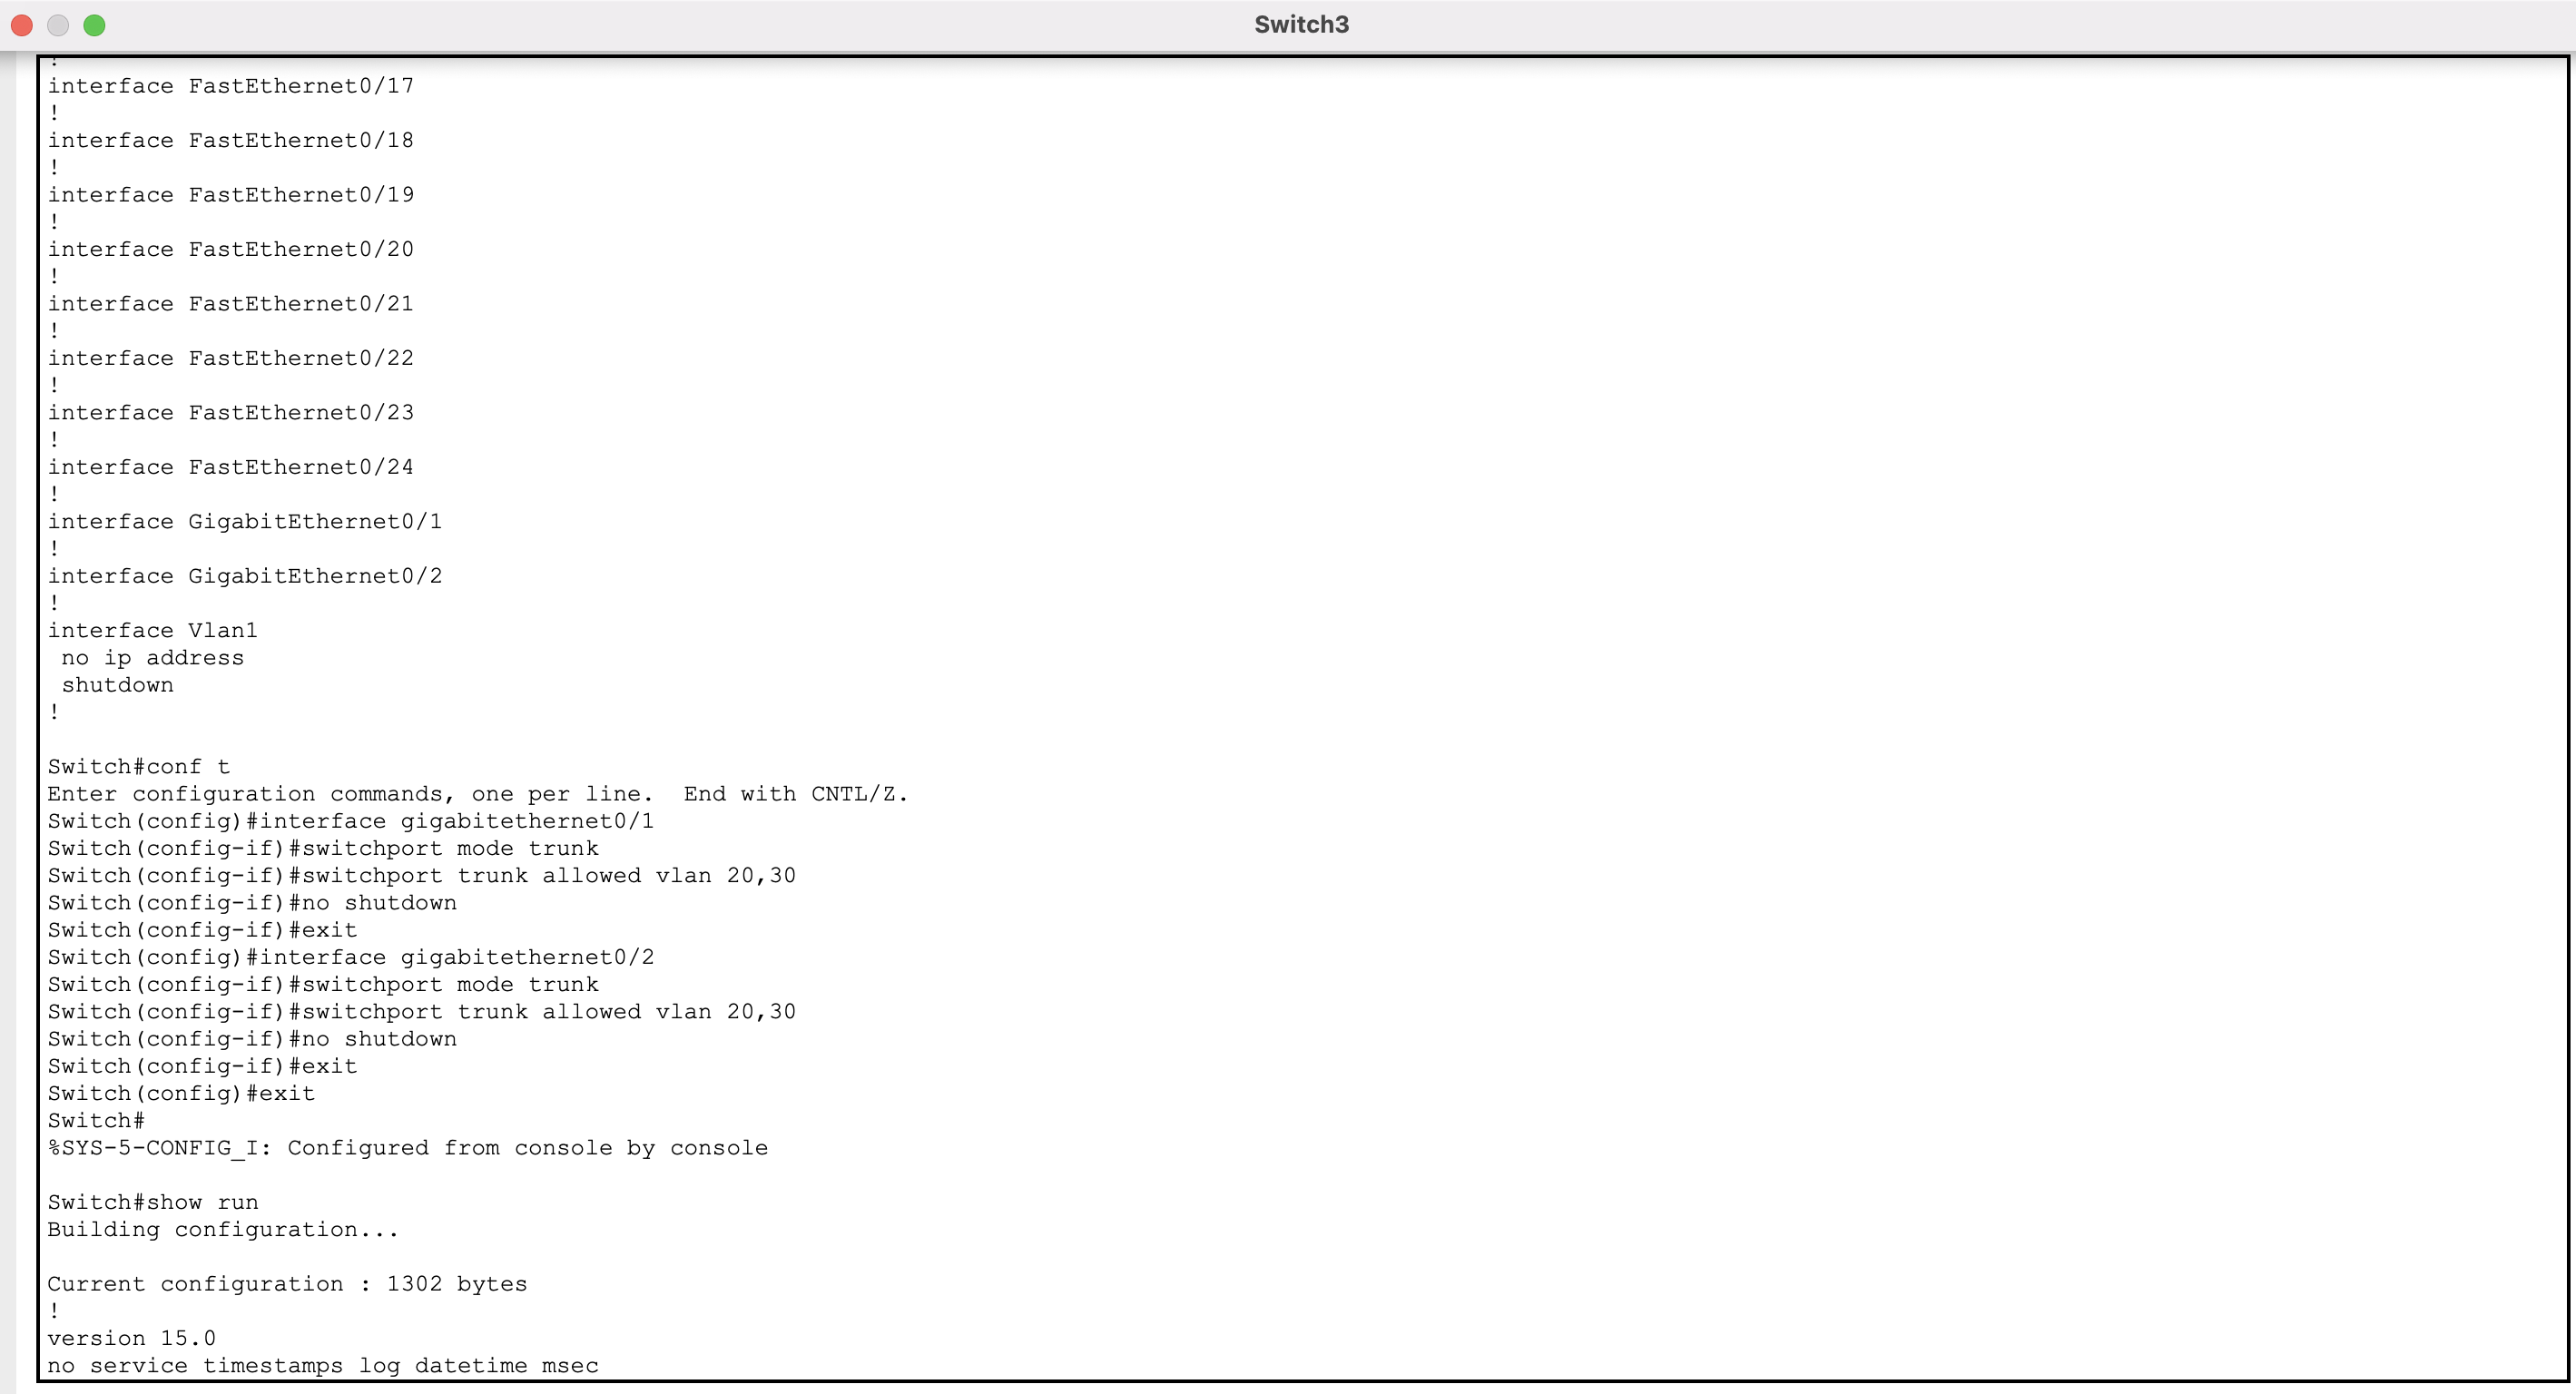 Switch3
!
interface FastEthernet0/17
!
interface FastEthernet0/18
!
interface FastEthernet0/19
!
interface FastEthernet0/20
!
interface FastEthernet0/21
!
interface FastEthernet0/22
!
interface FastEthernet0/23
!
interface FastEthernet0/24
!
interface GigabitEthernet0/1
!
interface GigabitEthernet0/2
!
interface Vlan1
 no ip address
 shutdown
!
Switch#conf t
Enter configuration commands, one per line.  End with CNTL/Z.
Switch(config)#interface gigabitethernet0/1
Switch(config-if)#switchport mode trunk
Switch(config-if)#switchport trunk allowed vlan 20,30
Switch(config-if)#no shutdown
Switch(config-if)#exit
Switch(config)#interface gigabitethernet0/2
Switch(config-if)#switchport mode trunk
Switch(config-if)#switchport trunk allowed vlan 20,30
Switch(config-if)#no shutdown
Switch(config-if)#exit
Switch(config)#exit
Switch#
%SYS-5-CONFIG_I: Configured from console by console
Switch#show run
Building configuration...
Current configuration : 1302 bytes
!
version 15.0
no service timestamps log datetime msec